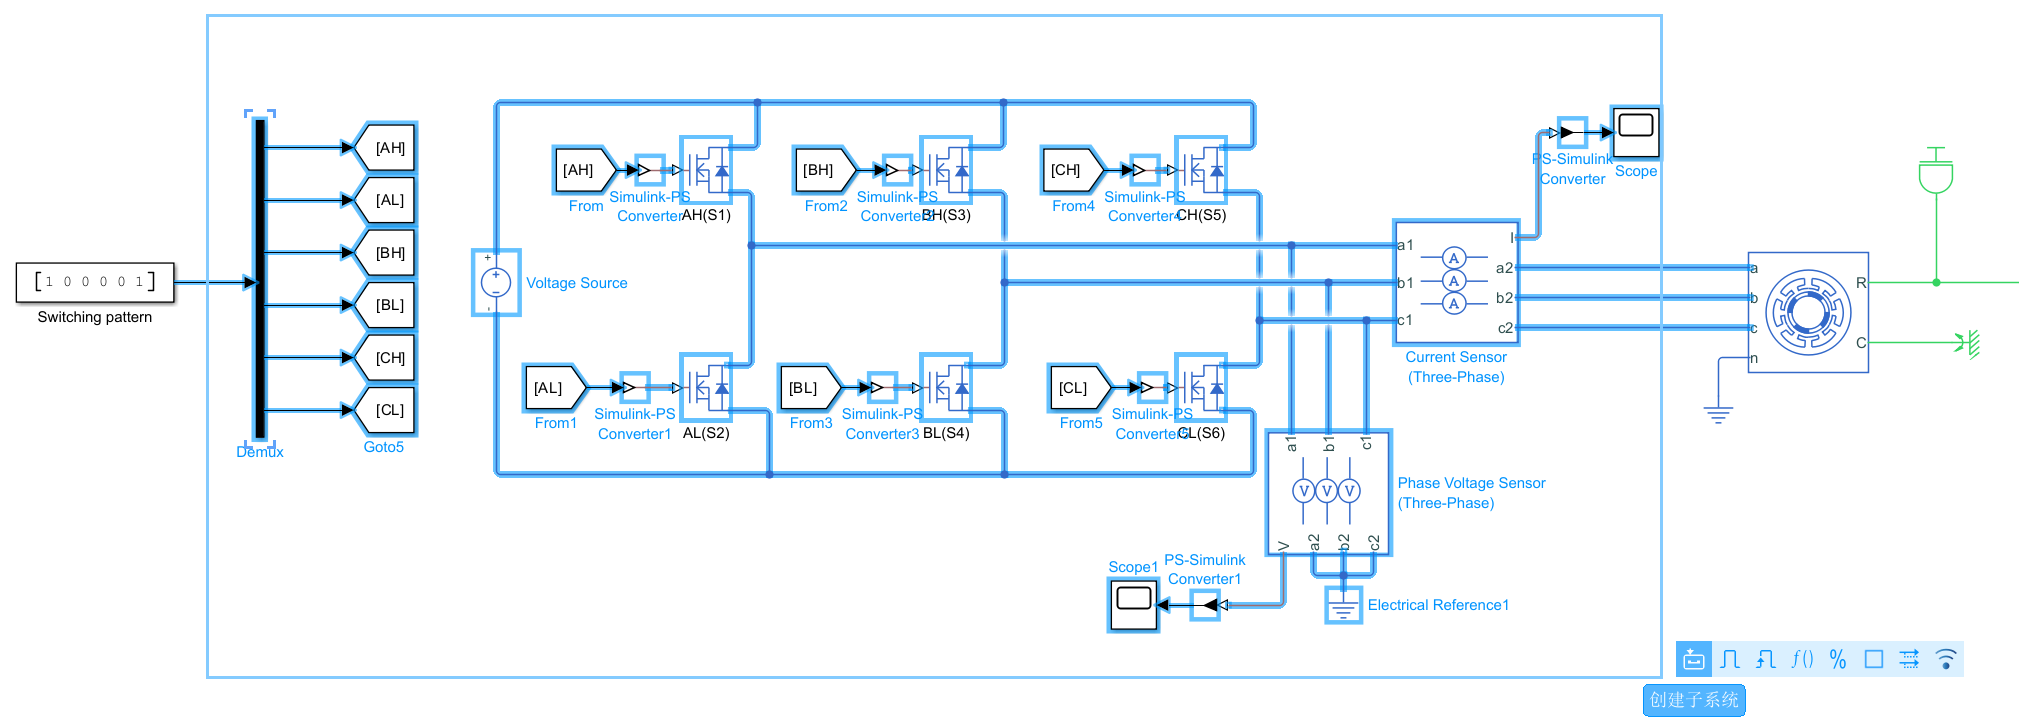 [1 0 0 0 0 1]
Switching pattern
Demux
[AH]
[AL]
[BH]
[BL]
[CH]
[CL]
Goto5
+
+
-
Voltage Source
[AH]
From
Simulink-PS
Converter
AH(S1)
[BH]
From2
Simulink-PS
Converter2
BH(S3)
[CH]
From4
Simulink-PS
Converter4
CH(S5)
[AL]
From1
Simulink-PS
Converter1
AL(S2)
[BL]
From3
Simulink-PS
Converter3
BL(S4)
[CL]
From5
Simulink-PS
Converter5
CL(S6)
a1
b1
c1
A
A
A
I
a2
b2
c2
Current Sensor
(Three-Phase)
PS-Simulink
Converter
Scope
a
b
c
n
R
C
a1
b1
c1
V
V
V
V
a2
b2
c2
Phase Voltage Sensor
(Three-Phase)
Scope1
PS-Simulink
Converter1
Electrical Reference1
f()
%
创建子系统